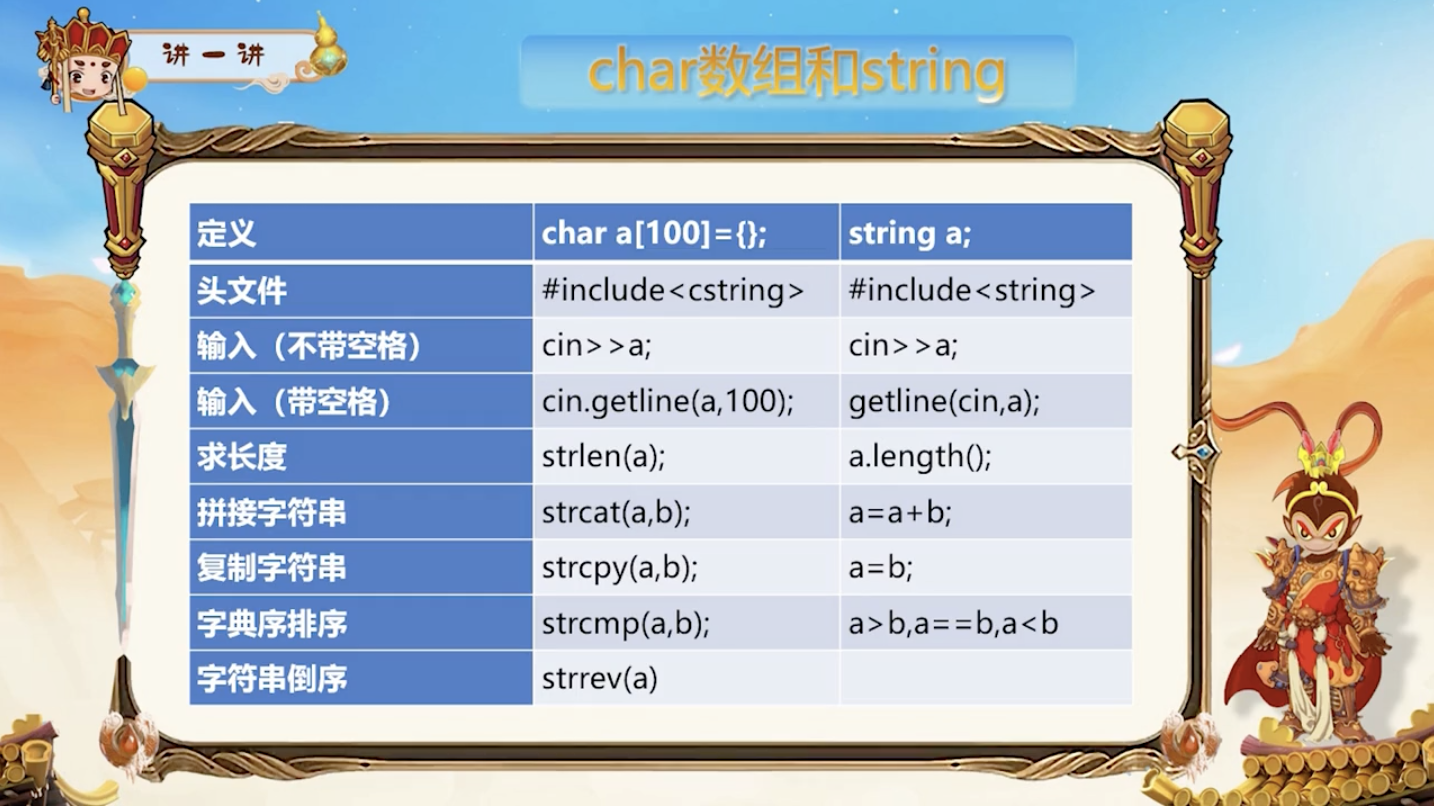 讲一讲
char数组和string
定义 char a[100]={}; string a;
头文件 #include<cstring> #include<string>
输入（不带空格） cin>>a; cin>>a;
输入（带空格） cin.getline(a,100); getline(cin,a);
求长度 strlen(a); a.length();
拼接字符串 strcat(a,b); a=a+b;
复制字符串 strcpy(a,b); a=b;
字典序排序 strcmp(a,b); a>b,a==b,a<b
字符串倒序 strrev(a)